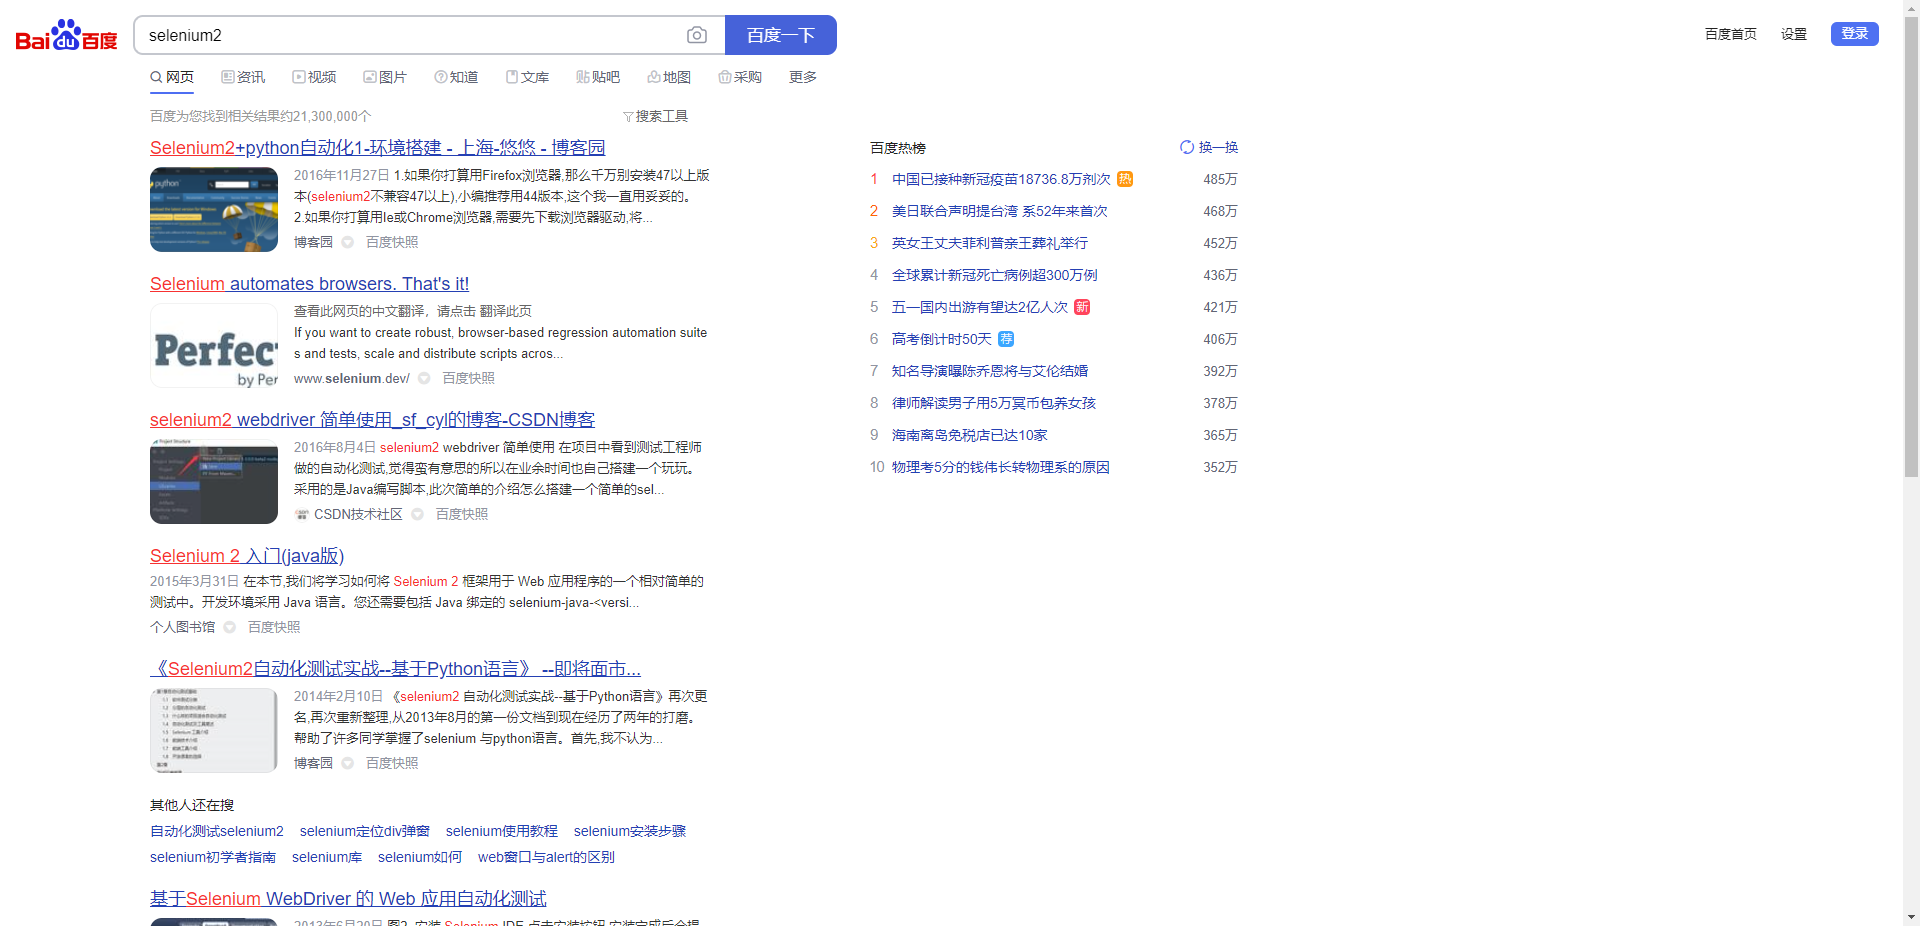 Bai du 百度
selenium2
百度一下
百度首页 设置 登录
网页 资讯 视频 图片 知道 文库 贴吧 地图 采购 更多
百度为您找到相关结果约21,300,000个 搜索工具
Selenium2+python自动化1-环境搭建 - 上海-悠悠 - 博客园
python
2016年11月27日 1.如果你打算用Firefox浏览器,那么千万别安装47以上版
本(selenium2不兼容47以上),小编推荐用44版本,这个我一直用妥妥的。
2.如果你打算用Ie或Chrome浏览器,需要先下载浏览器驱动,将...
博客园 百度快照
Selenium automates browsers. That's it!
Perfec
by Per
查看此网页的中文翻译，请点击 翻译此页
If you want to create robust, browser-based regression automation suite
s and tests, scale and distribute scripts acros...
www.selenium.dev/ 百度快照
selenium2 webdriver 简单使用_sf_cyl的博客-CSDN博客
2016年8月4日 selenium2 webdriver 简单使用 在项目中看到测试工程师
做的自动化测试,觉得蛮有意思的所以在业余时间也自己搭建一个玩玩。
采用的是Java编写脚本,此次简单的介绍怎么搭建一个简单的sel...
CSDN技术社区 百度快照
Selenium 2 入门(java版)
2015年3月31日 在本节,我们将学习如何将 Selenium 2 框架用于 Web 应用程序的一个相对简单的
测试中。开发环境采用 Java 语言。您还需要包括 Java 绑定的 selenium-java-<versi...
个人图书馆 百度快照
《Selenium2自动化测试实战--基于Python语言》 --即将面市...
2014年2月10日 《selenium2 自动化测试实战--基于Python语言》再次更
名,再次重新整理,从2013年8月的第一份文档到现在经历了两年的打磨。
帮助了许多同学掌握了selenium 与python语言。首先,我不认为...
博客园 百度快照
其他人还在搜
自动化测试selenium2 selenium定位div弹窗 selenium使用教程 selenium安装步骤
selenium初学者指南 selenium库 selenium如何 web窗口与alert的区别
基于Selenium WebDriver 的 Web 应用自动化测试
2013年6月20日 图2. 安装 Selenium IDE 点击安装按钮,安装完成后会提
百度热榜 换一换
1 中国已接种新冠疫苗18736.8万剂次 热 485万
2 美日联合声明提台湾 系52年来首次 468万
3 英女王丈夫菲利普亲王葬礼举行 452万
4 全球累计新冠死亡病例超300万例 436万
5 五一国内出游有望达2亿人次 新 421万
6 高考倒计时50天 荐 406万
7 知名导演曝陈乔恩将与艾伦结婚 392万
8 律师解读男子用5万冥币包养女孩 378万
9 海南离岛免税店已达10家 365万
10 物理考5分的钱伟长转物理系的原因 352万